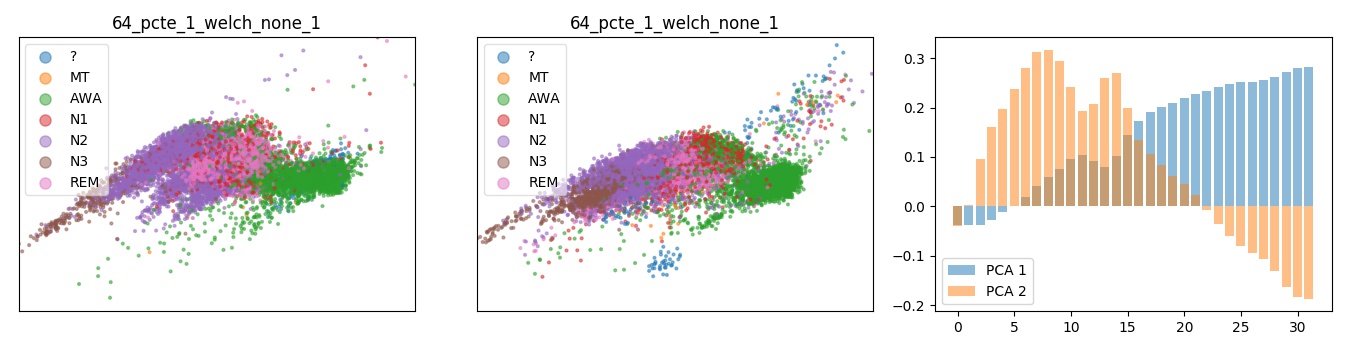 64_pcte_1_welch_none_1
?
MT
AWA
N1
N2
N3
REM
64_pcte_1_welch_none_1
?
MT
AWA
N1
N2
N3
REM
0.3
0.2
0.1
0.0
−0.1
−0.2
PCA 1
PCA 2
0
5
10
15
20
25
30